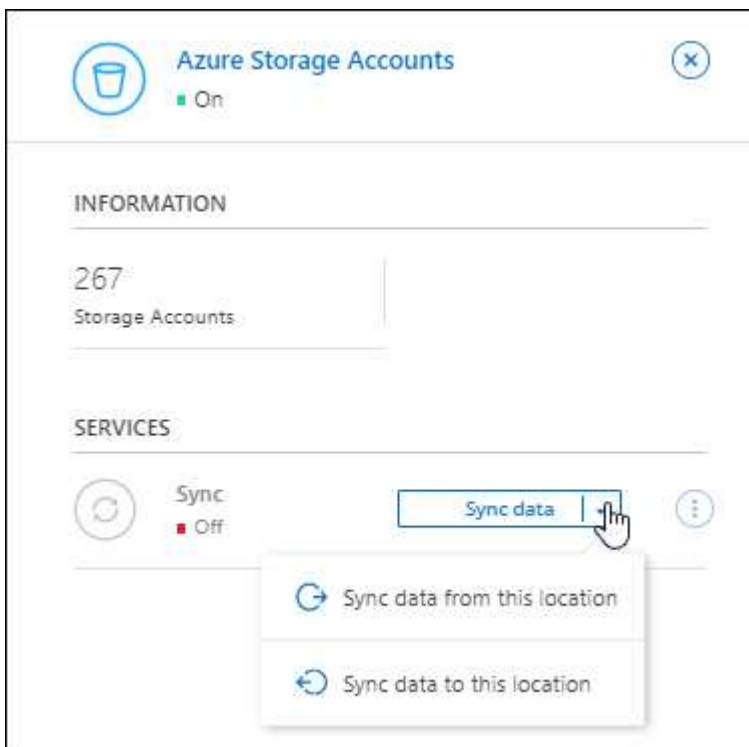 Azure Storage Accounts
On
INFORMATION
267
Storage Accounts
SERVICES
Sync
Off
Sync data
Sync data from this location
Sync data to this location